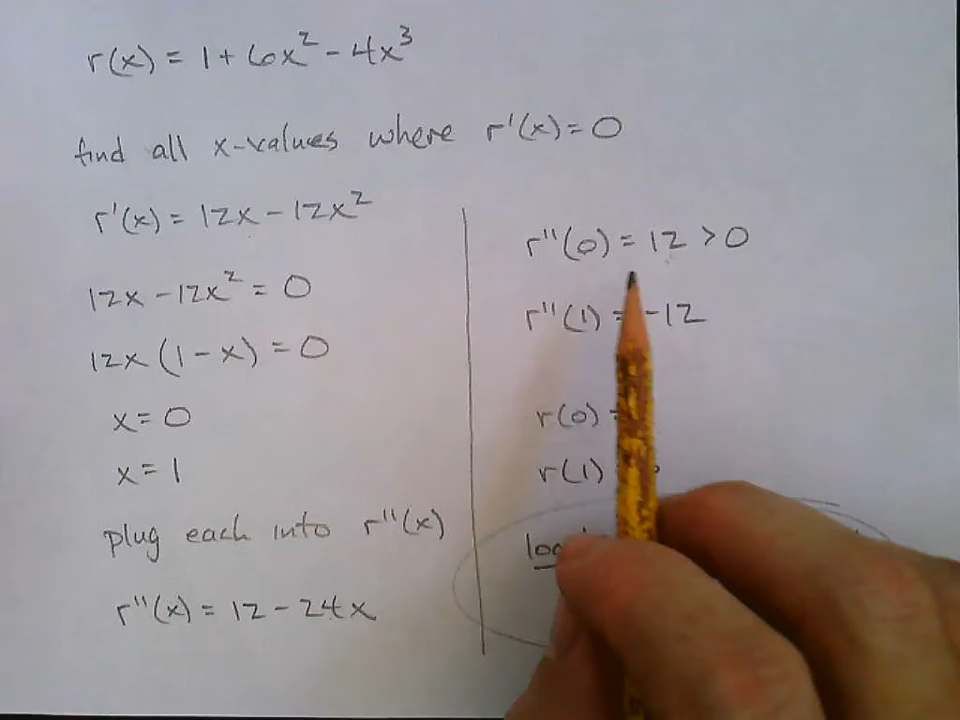 r(x) = 1 + 6x² - 4x³
find all x-values where r'(x) = 0
r'(x) = 12x - 12x²
12x - 12x² = 0
12x (1 - x) = 0
x = 0
x = 1
plug each into r''(x)
r''(x) = 12 - 24x
r''(0) = 12 > 0
r''(1) = -12
r(0) =
r(1)